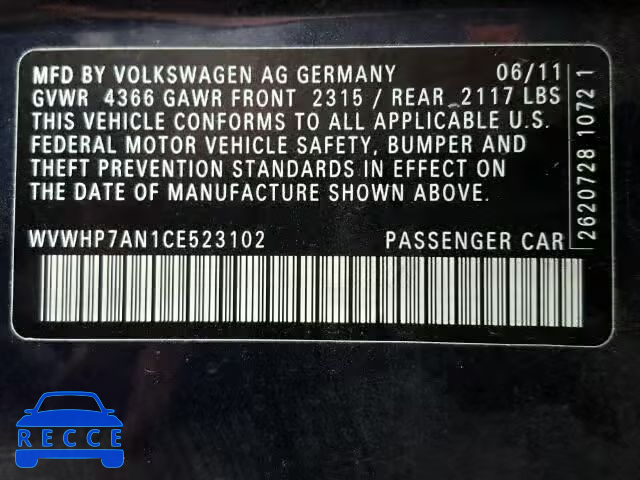 MFD BY VOLKSWAGEN AG GERMANY 06/11
GVWR 4366 GAWR FRONT 2315 / REAR 2117 LBS
THIS VEHICLE CONFORMS TO ALL APPLICABLE U.S.
FEDERAL MOTOR VEHICLE SAFETY, BUMPER AND
THEFT PREVENTION STANDARDS IN EFFECT ON
THE DATE OF MANUFACTURE SHOWN ABOVE.
WVWHP7AN1CE523102 PASSENGER CAR
2620728 10721
RECCE